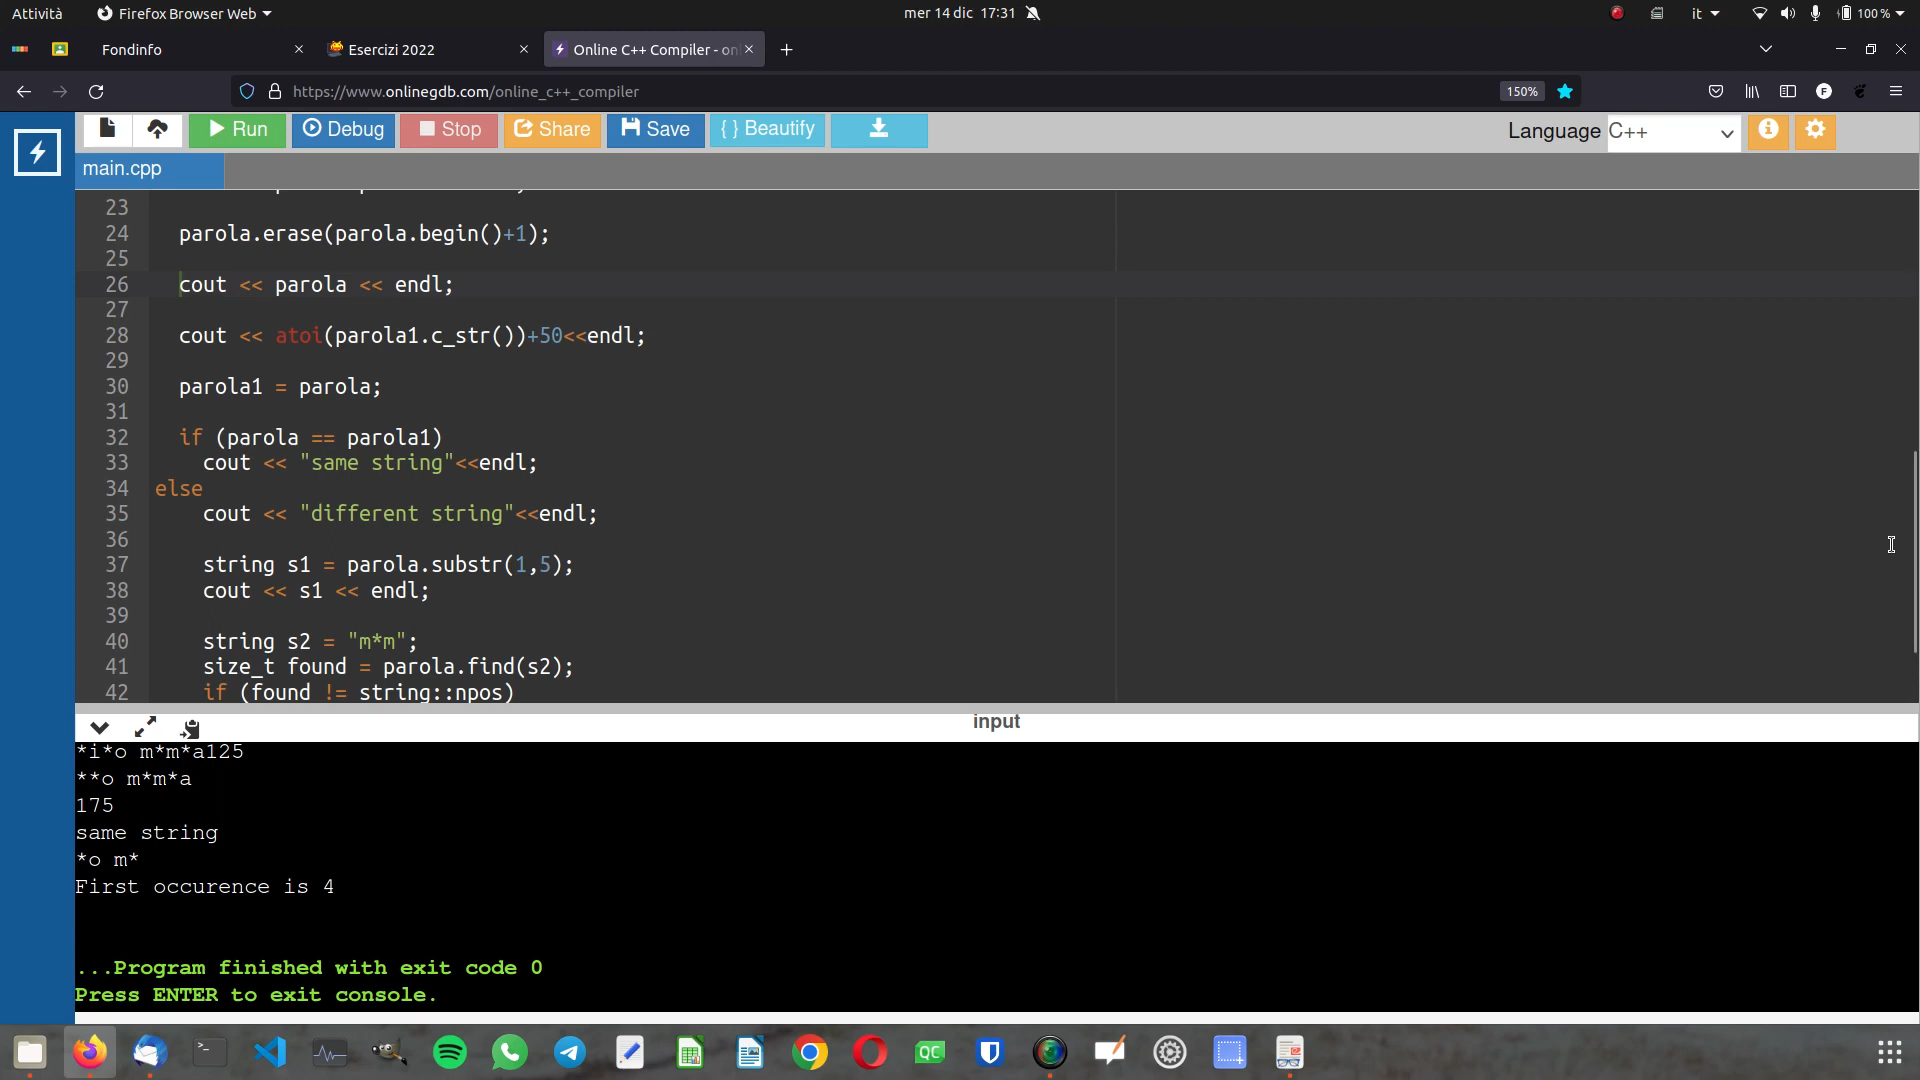 Attività
Firefox Browser Web
mer 14 dic 17:31
it
100 %
Fondinfo
Esercizi 2022
Online C++ Compiler - onl
https://www.onlinegdb.com/online_c++_compiler
150%
F
Run
Debug
Stop
Share
Save
{ } Beautify
Language
C++
main.cpp
23
24 parola.erase(parola.begin()+1);
25
26 cout << parola << endl;
27
28 cout << atoi(parola1.c_str())+50<<endl;
29
30 parola1 = parola;
31
32 if (parola == parola1)
33 cout << "same string"<<endl;
34 else
35 cout << "different string"<<endl;
36
37 string s1 = parola.substr(1,5);
38 cout << s1 << endl;
39
40 string s2 = "m*m";
41 size_t found = parola.find(s2);
42 if (found != string::npos)
input
*i*o m*m*a125
**o m*m*a
175
same string
*o m*
First occurence is 4
...Program finished with exit code 0
Press ENTER to exit console.
QC